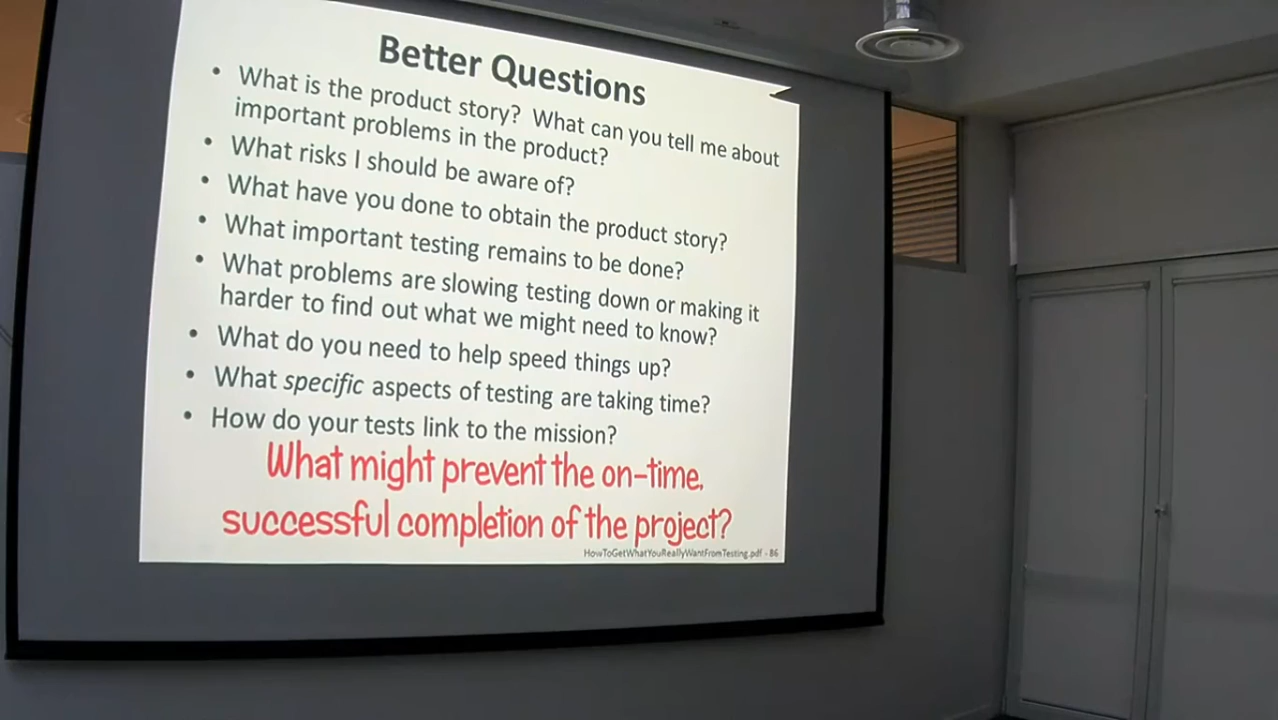 Better Questions
• What is the product story? What can you tell me about
important problems in the product?
• What risks I should be aware of?
• What have you done to obtain the product story?
• What important testing remains to be done?
• What problems are slowing testing down or making it
harder to find out what we might need to know?
• What do you need to help speed things up?
• What specific aspects of testing are taking time?
• How do your tests link to the mission?
What might prevent the on-time,
successful completion of the project?
HowToGetWhatYouReallyWantFromTesting.pdf - 86